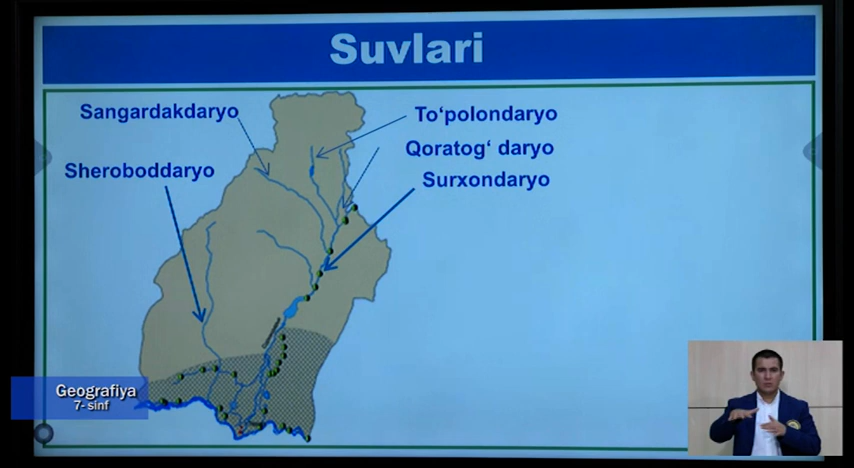 Suvlari
Sangardakdaryo
To‘polondaryo
Qoratog‘ daryo
Sheroboddaryo
Surxondaryo
Geografiya
7- sinf